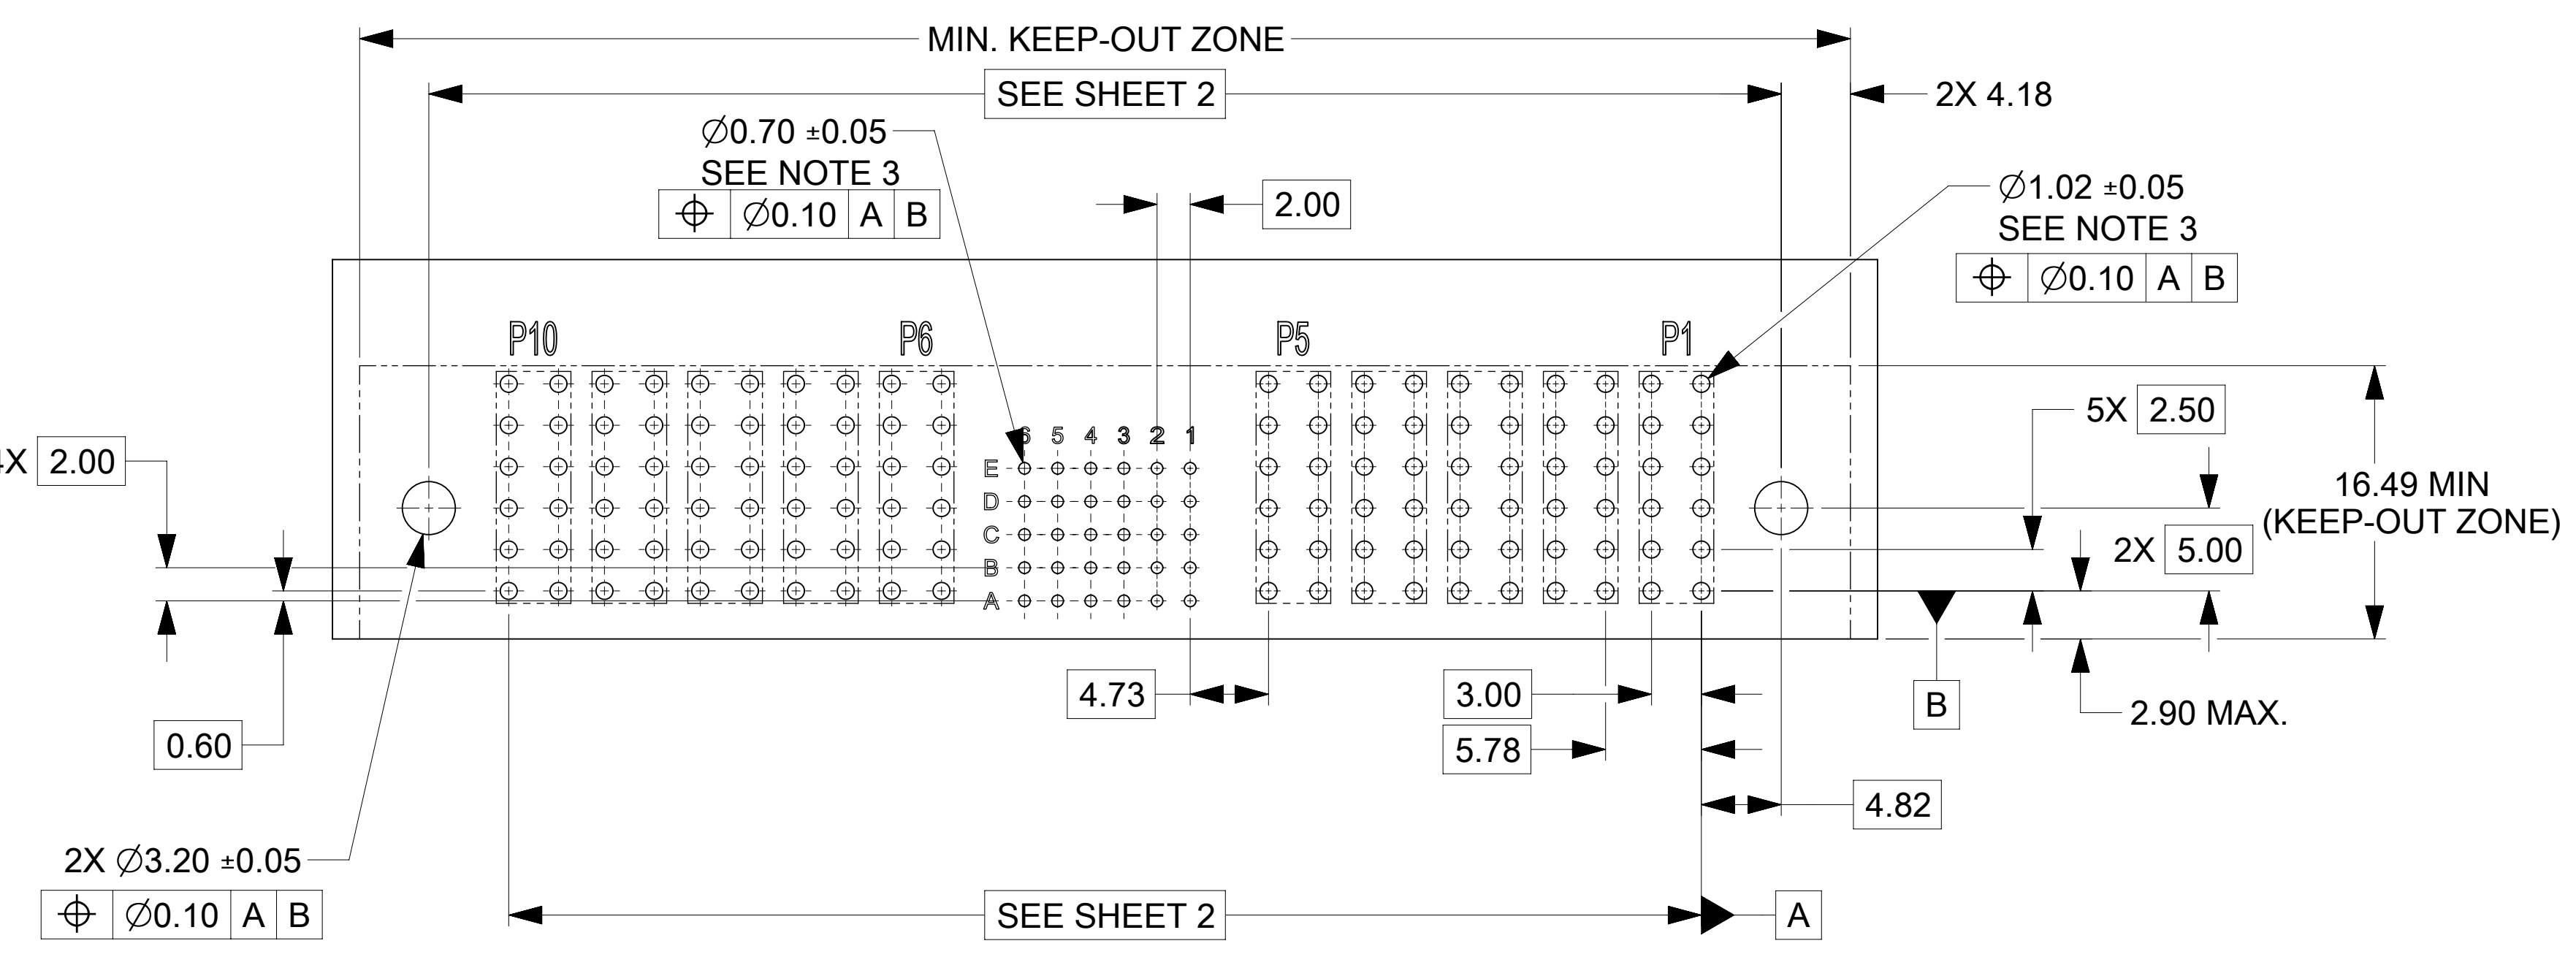 MIN. KEEP-OUT ZONE
SEE SHEET 2
2X 4.18
⌀0.70 ±0.05
SEE NOTE 3
⌖ ⌀0.10 A B
2.00
⌀1.02 ±0.05
SEE NOTE 3
⌖ ⌀0.10 A B
P10 P6 P5 P1
6 5 4 3 2 1
E
D
C
B
A
4X 2.00
0.60
5X 2.50
16.49 MIN
(KEEP-OUT ZONE)
2X 5.00
4.73
3.00
B
2.90 MAX.
5.78
4.82
2X ⌀3.20 ±0.05
⌖ ⌀0.10 A B
SEE SHEET 2
A